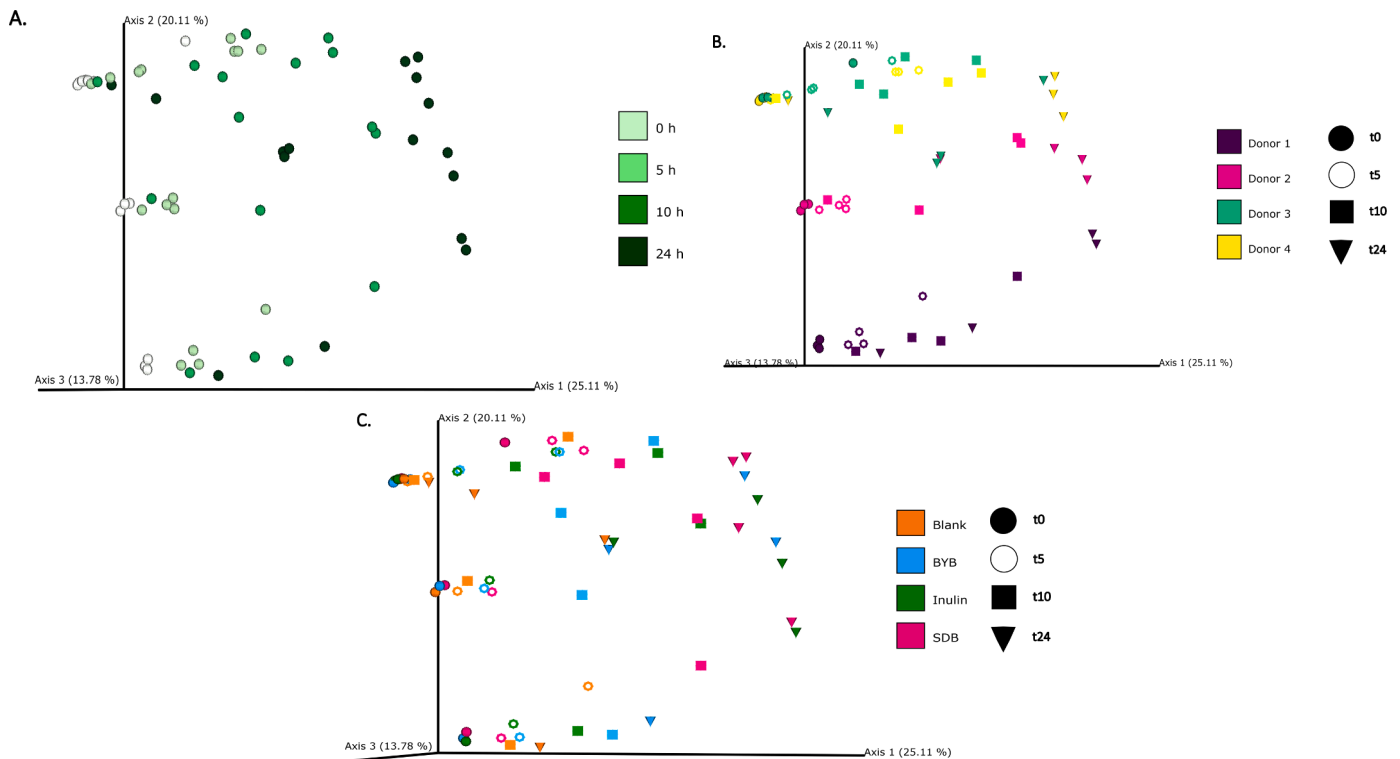 A.
Axis 2 (20.11 %)
0 h
5 h
10 h
24 h
Axis 3 (13.78 %)
Axis 1 (25.11 %)
B.
Axis 2 (20.11 %)
Donor 1
Donor 2
Donor 3
Donor 4
t0
t5
t10
t24
Axis 3 (13.78 %)
Axis 1 (25.11 %)
C.
Axis 2 (20.11 %)
Blank
BYB
Inulin
SDB
t0
t5
t10
t24
Axis 3 (13.78 %)
Axis 1 (25.11 %)